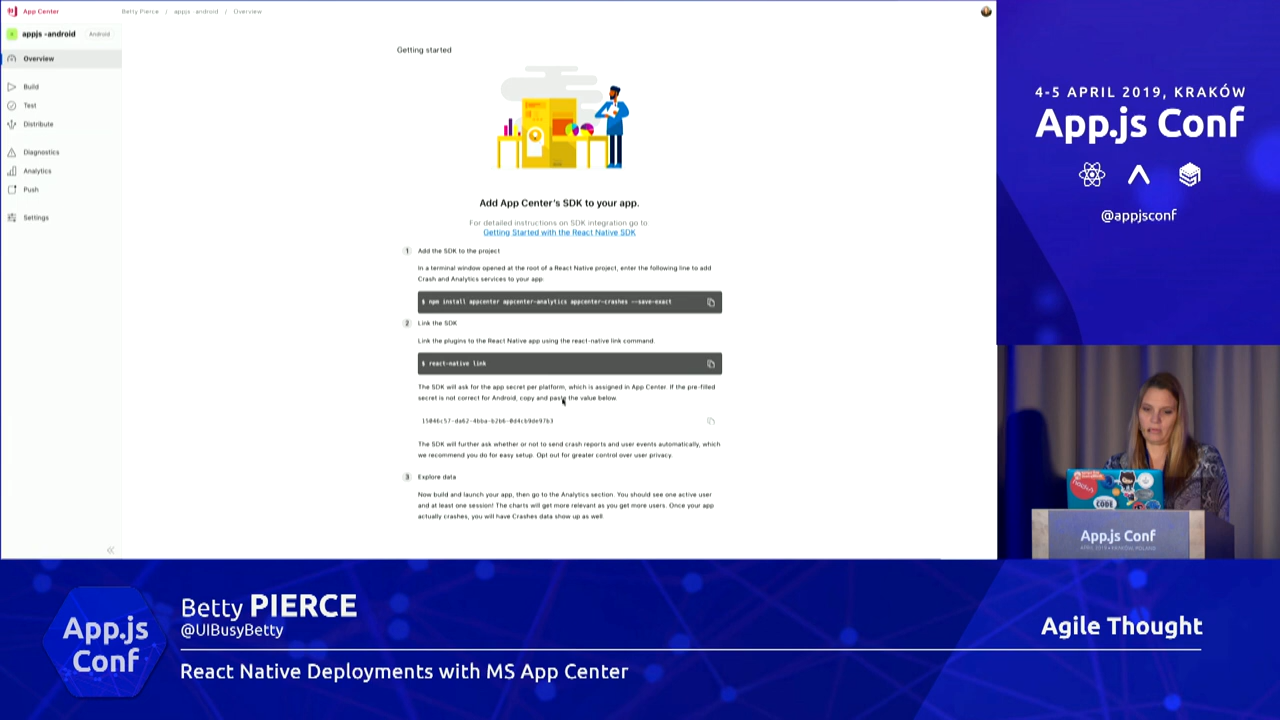 App Center
Betty Pierce / appjs -android / Overview
appjs -android
Android
Overview
Build
Test
Distribute
Diagnostics
Analytics
Push
Settings
Getting started
Add App Center's SDK to your app.
For detailed instructions on SDK integration go to
Getting Started with the React Native SDK
1 Add the SDK to the project
In a terminal window opened at the root of a React Native project, enter the following line to add
Crash and Analytics services to your app:
$ npm install appcenter appcenter-analytics appcenter-crashes --save-exact
2 Link the SDK
Link the plugins to the React Native app using the react-native link command.
$ react-native link
The SDK will ask for the app secret per platform, which is assigned in App Center. If the pre-filled
secret is not correct for Android, copy and paste the value below.
The SDK will further ask whether or not to send crash reports and user events automatically, which
we recommend you do for easy setup. Opt out for greater control over user privacy.
3 Explore data
Now build and launch your app, then go to the Analytics section. You should see one active user
and at least one session! The charts will get more relevant as you get more users. Once your app
actually crashes, you will have Crashes data show up as well.
4-5 APRIL 2019, KRAKÓW
App.js Conf
@appjsconf
CODE
App.js Conf
APRIL 2019 • KRAKÓW, POLAND
App.js
Conf
Betty PIERCE
@UIBusyBetty
React Native Deployments with MS App Center
Agile Thought